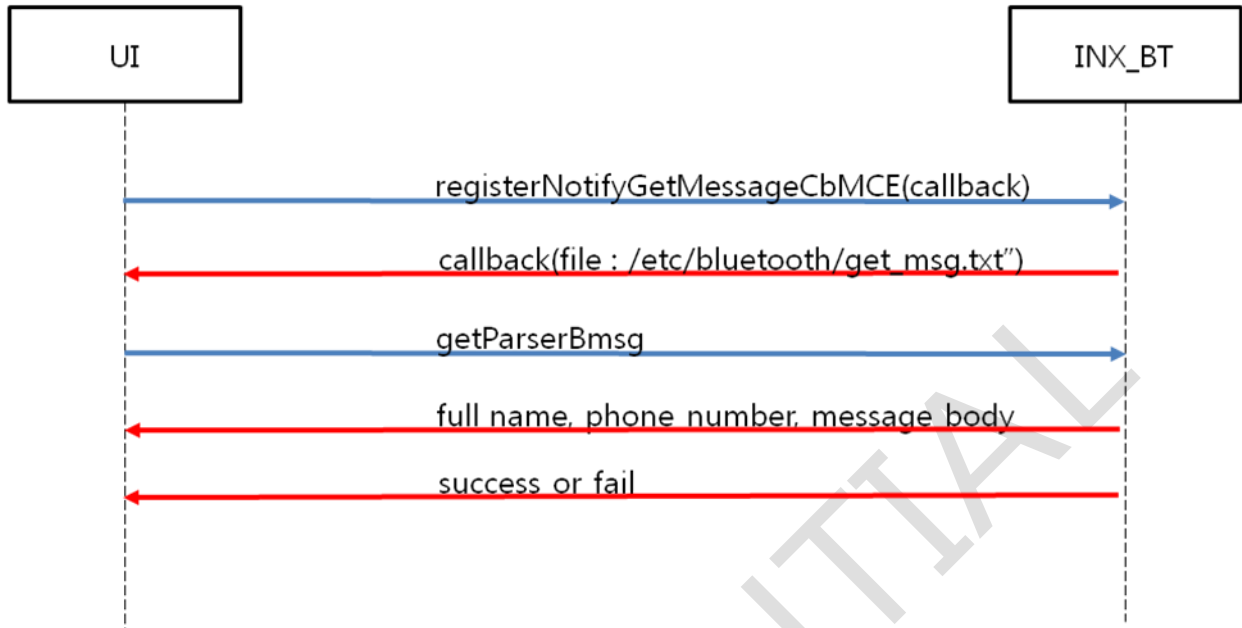 UI
INX_BT
registerNotifyGetMessageCbMCE(callback)
callback(file : /etc/bluetooth/get_msg.txt”)
getParserBmsg
full name, phone number, message body
success or fail